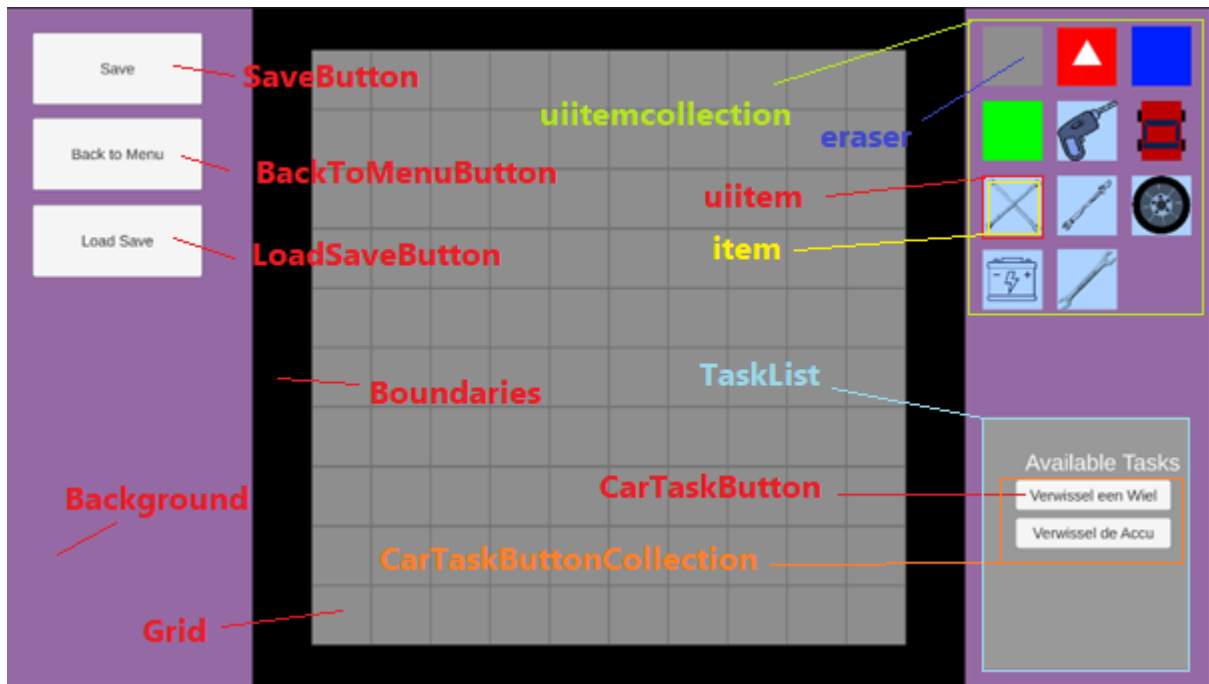 Save
SaveButton
uiitemcollection
eraser
Back to Menu
BackToMenuButton
uiitem
Load Save
LoadSaveButton
item
- +
TaskList
Boundaries
Available Tasks
CarTaskButton
Verwissel een Wiel
Background
Verwissel de Accu
CarTaskButtonCollection
Grid